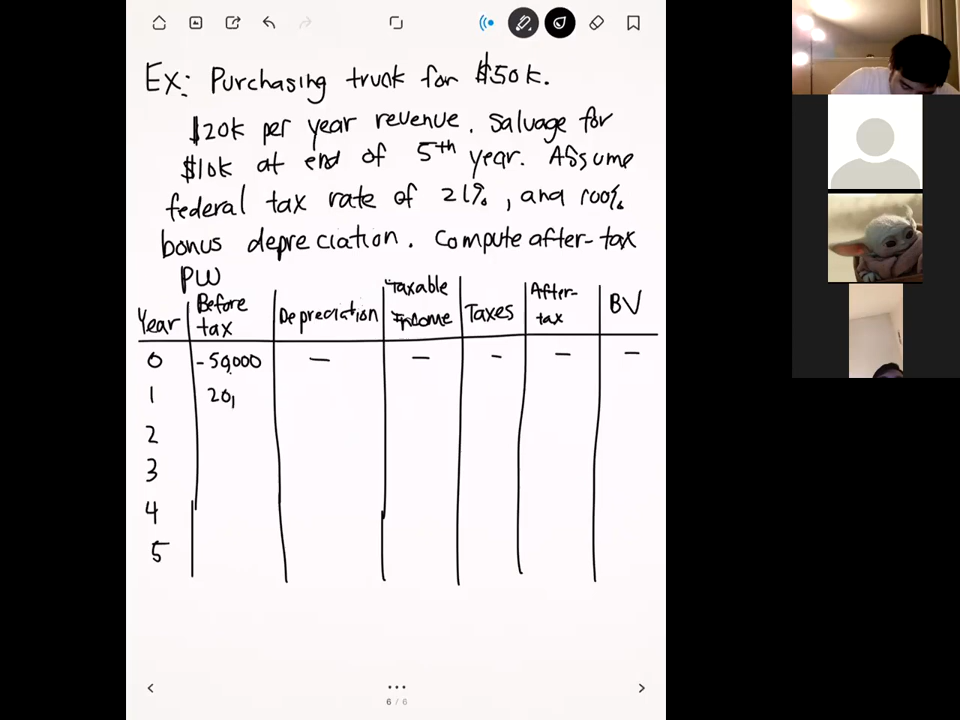 Ex: Purchasing truck for $50k.
$20k per year revenue. Salvage for
$10k at end of 5th year. Assume
federal tax rate of 21%, and 100%
bonus depreciation. Compute after-tax
PW
Year Before tax Depreciation Taxable Income Taxes After-tax BV
0 -50,000 — — - — —
1 20,
2
3
4
5
6 / 6